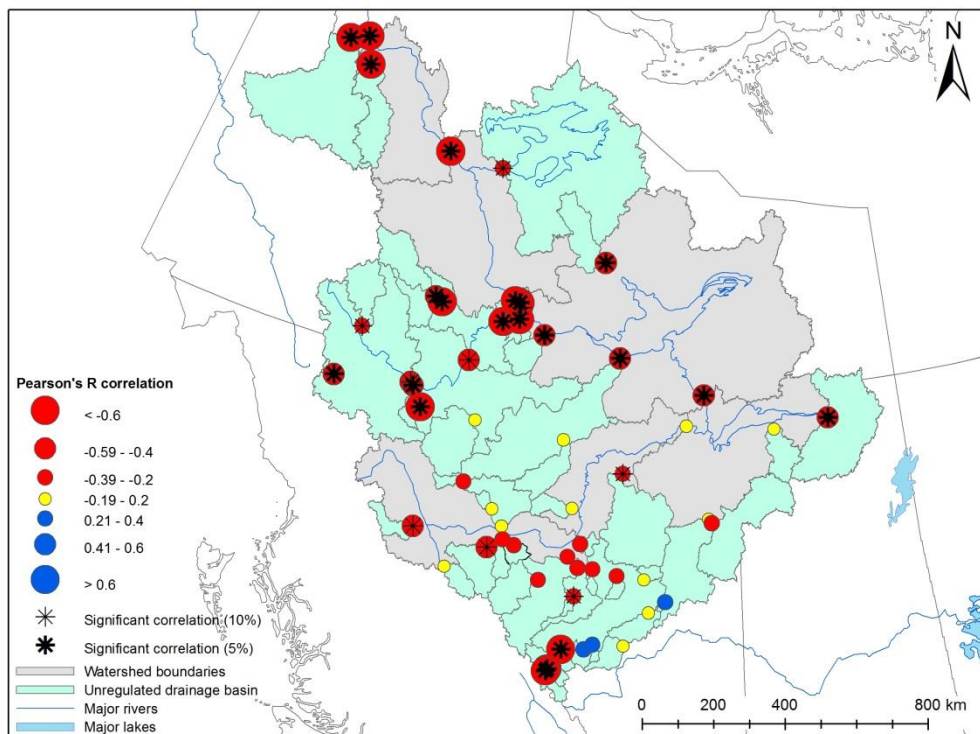 N
Pearson's R correlation
< -0.6
-0.59 - -0.4
-0.39 - -0.2
-0.19 - 0.2
0.21 - 0.4
0.41 - 0.6
> 0.6
Significant correlation (10%)
Significant correlation (5%)
Watershed boundaries
Unregulated drainage basin
Major rivers
Major lakes
0 200 400 800 km